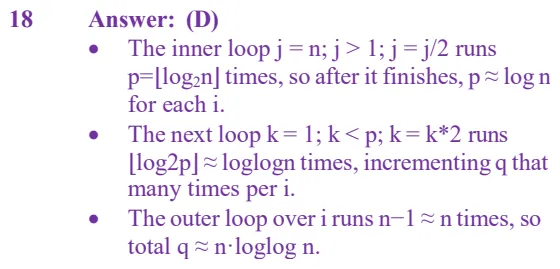 18 Answer: (D)
• The inner loop j = n; j > 1; j = j/2 runs
p=⌊log₂n⌋ times, so after it finishes, p ≈ log n
for each i.
• The next loop k = 1; k < p; k = k*2 runs
⌊log2p⌋ ≈ loglogn times, incrementing q that
many times per i.
• The outer loop over i runs n−1 ≈ n times, so
total q ≈ n·loglog n.